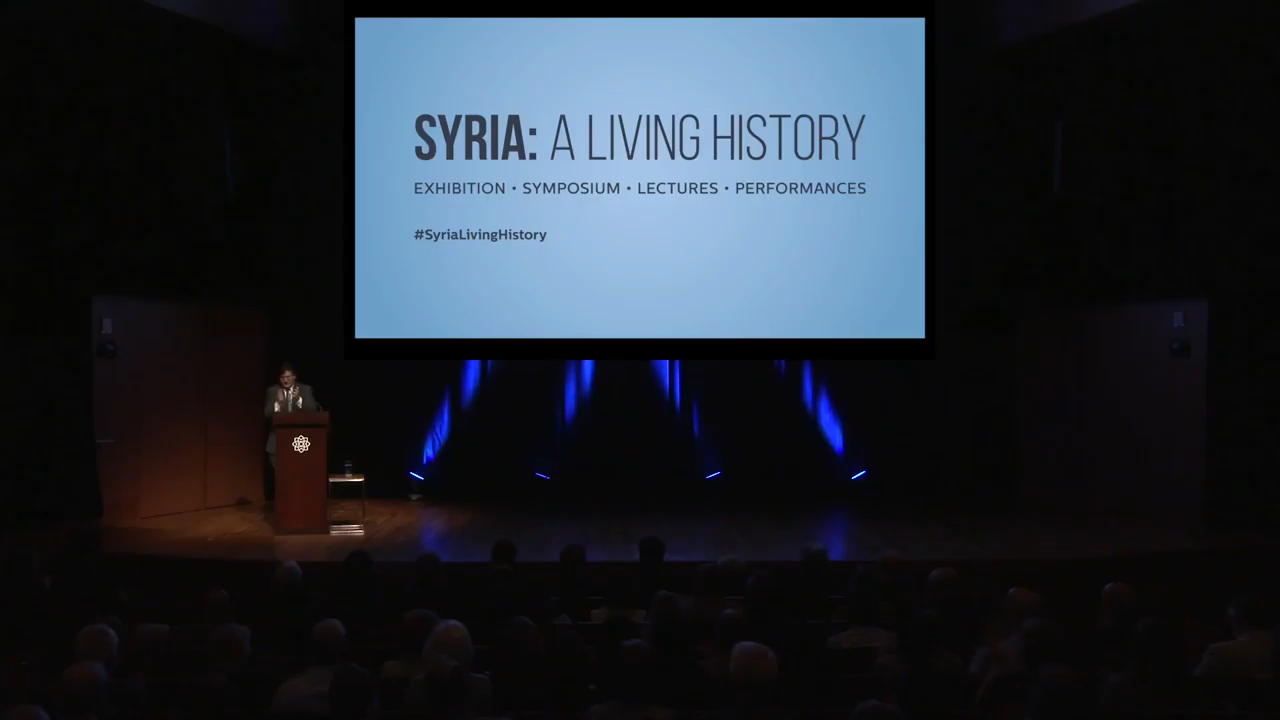 SYRIA: A LIVING HISTORY
EXHIBITION • SYMPOSIUM • LECTURES • PERFORMANCES
#SyriaLivingHistory